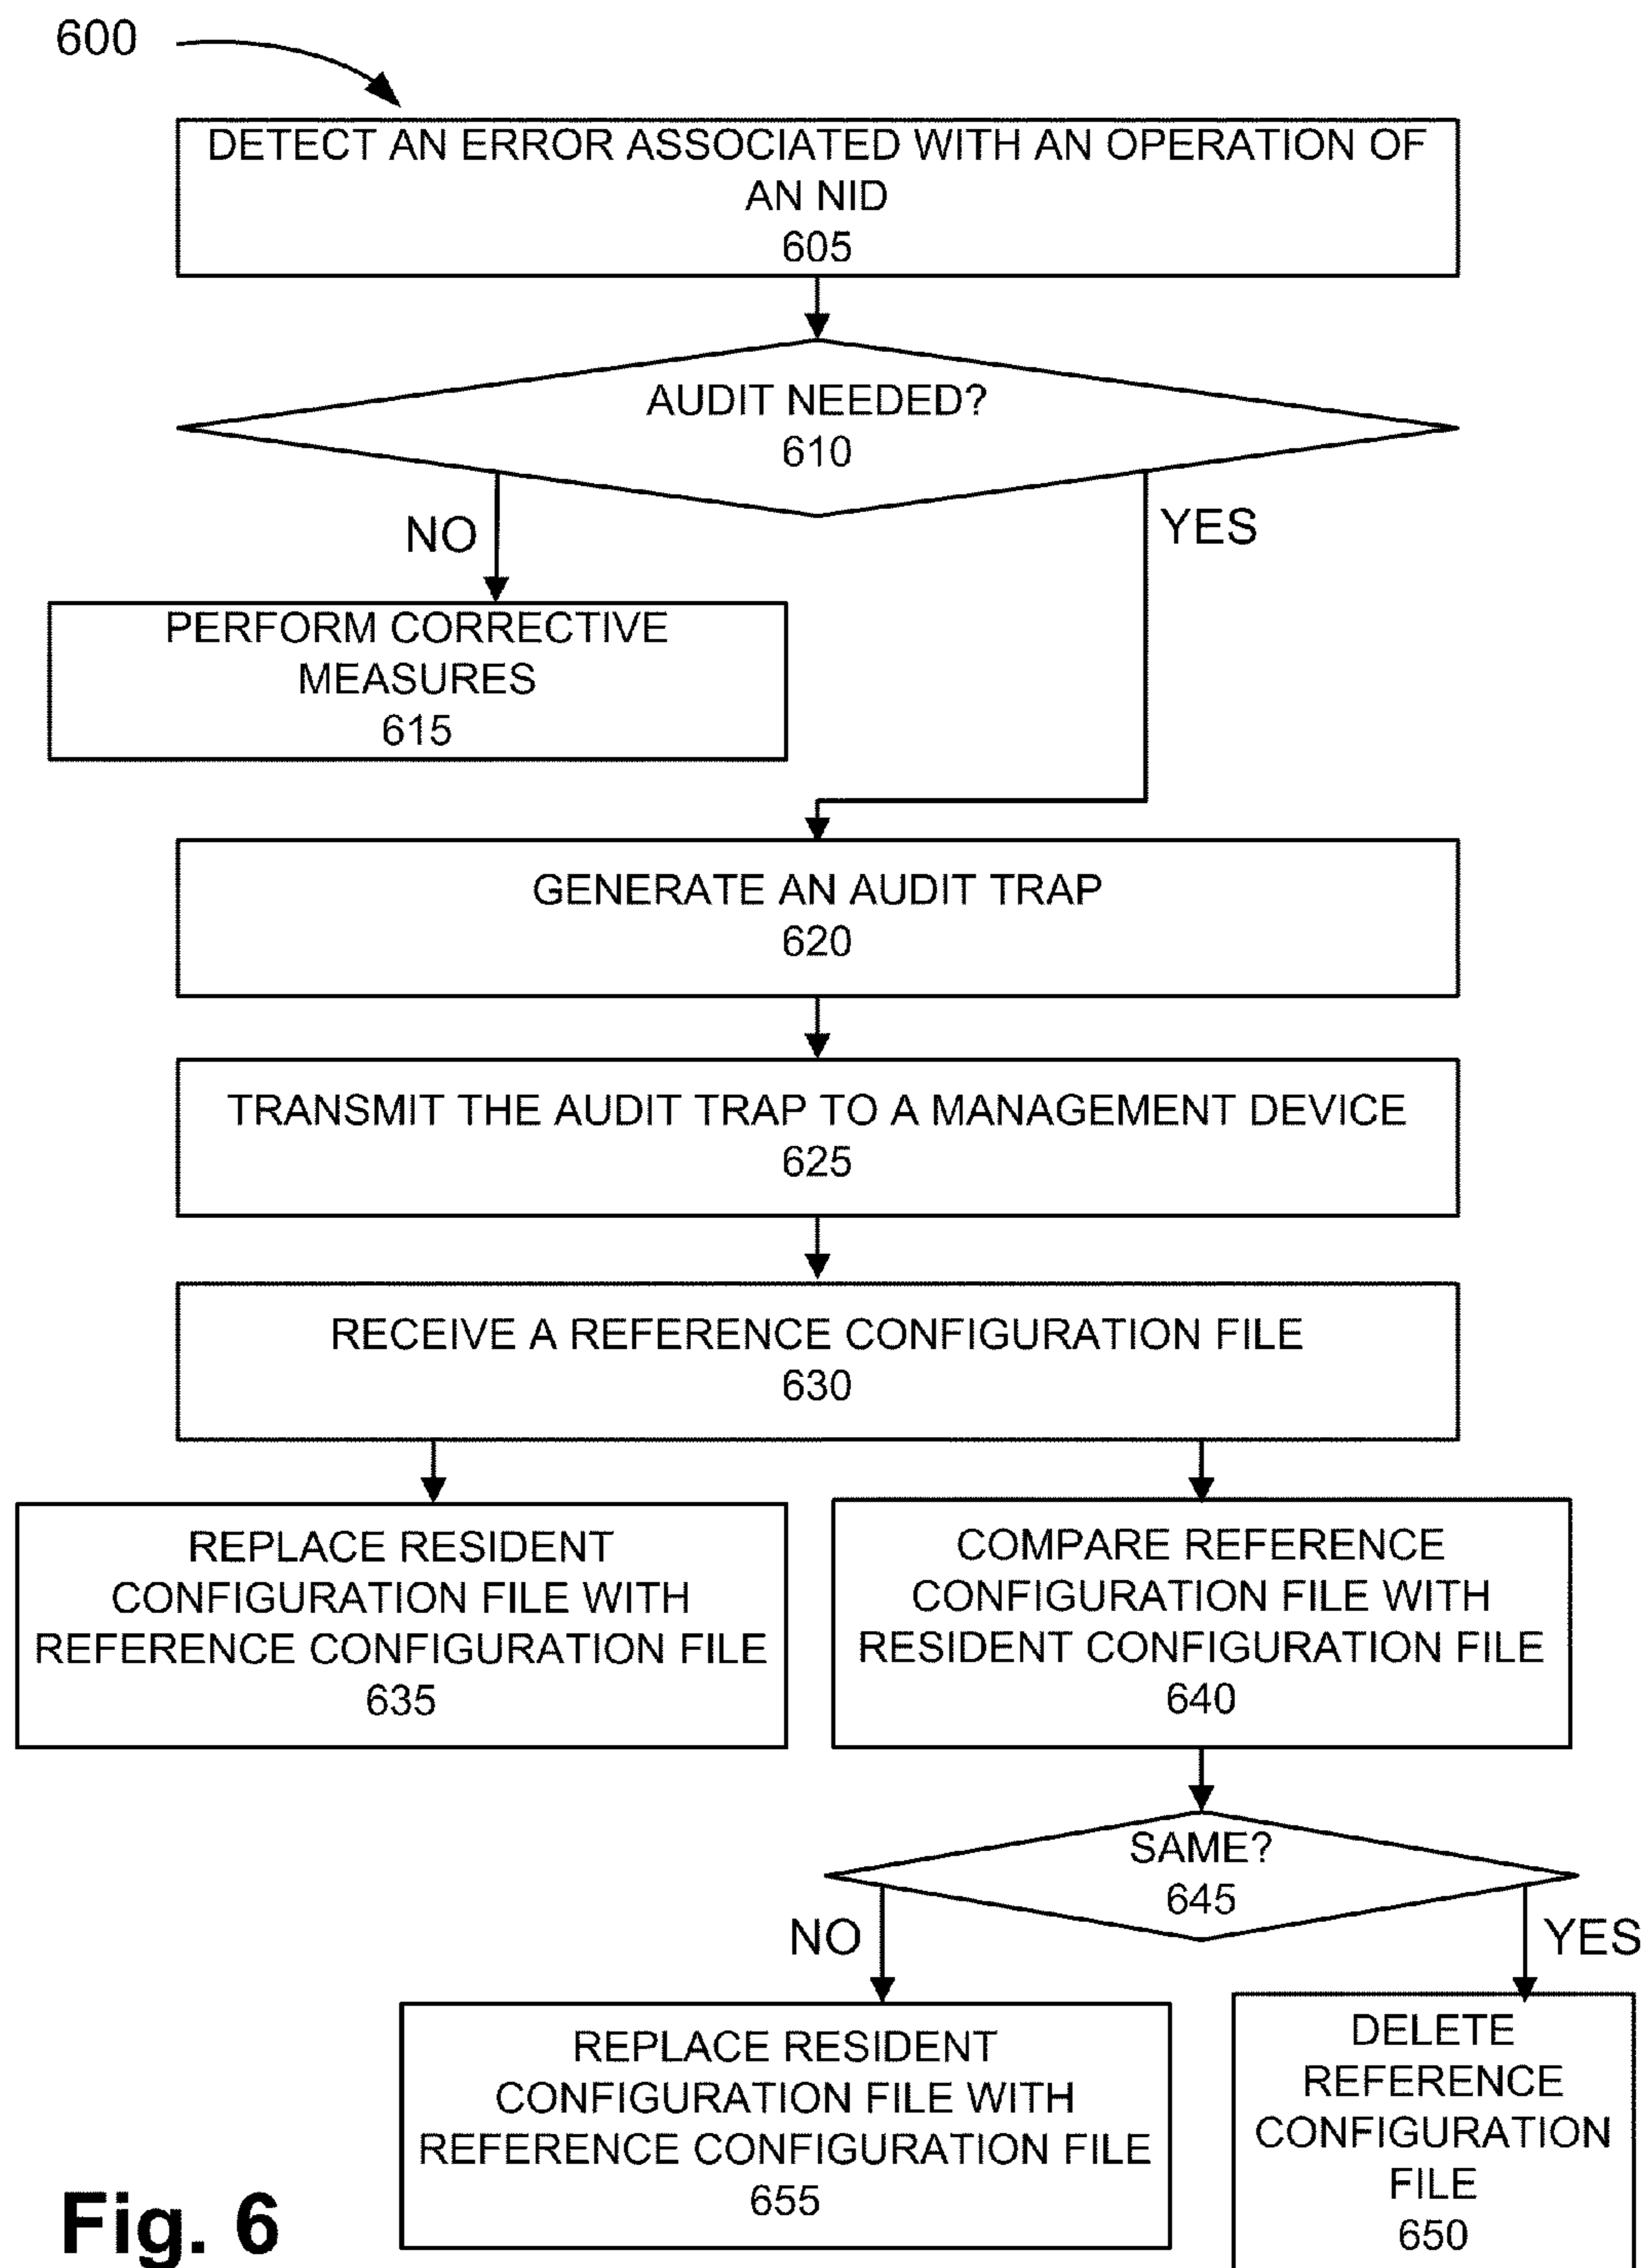 600
DETECT AN ERROR ASSOCIATED WITH AN OPERATION OF
AN NID
605
AUDIT NEEDED?
610
NO
YES
PERFORM CORRECTIVE
MEASURES
615
GENERATE AN AUDIT TRAP
620
TRANSMIT THE AUDIT TRAP TO A MANAGEMENT DEVICE
625
RECEIVE A REFERENCE CONFIGURATION FILE
630
REPLACE RESIDENT
CONFIGURATION FILE WITH
REFERENCE CONFIGURATION FILE
635
COMPARE REFERENCE
CONFIGURATION FILE WITH
RESIDENT CONFIGURATION FILE
640
SAME?
645
NO
YES
REPLACE RESIDENT
CONFIGURATION FILE WITH
REFERENCE CONFIGURATION FILE
655
DELETE
REFERENCE
CONFIGURATION
FILE
650
Fig. 6